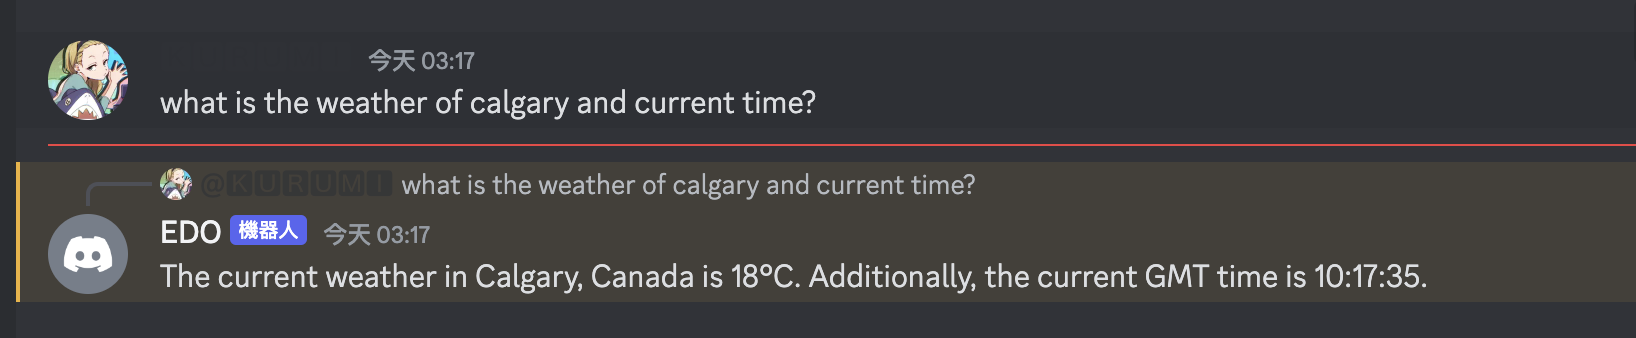 今天 03:17
what is the weather of calgary and current time?
@KURUMI what is the weather of calgary and current time?
EDO 機器人 今天 03:17
The current weather in Calgary, Canada is 18°C. Additionally, the current GMT time is 10:17:35.